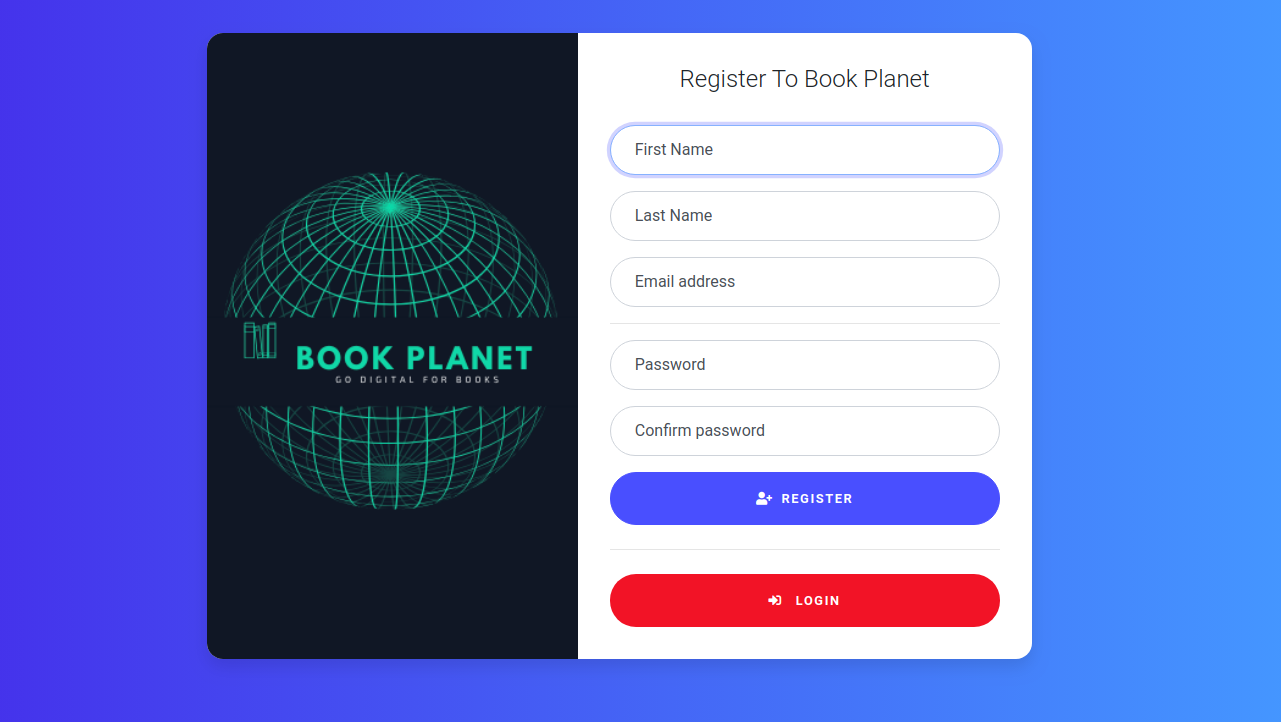 BOOK PLANET
GO DIGITAL FOR BOOKS
Register To Book Planet
First Name
Last Name
Email address
Password
Confirm password
REGISTER
LOGIN